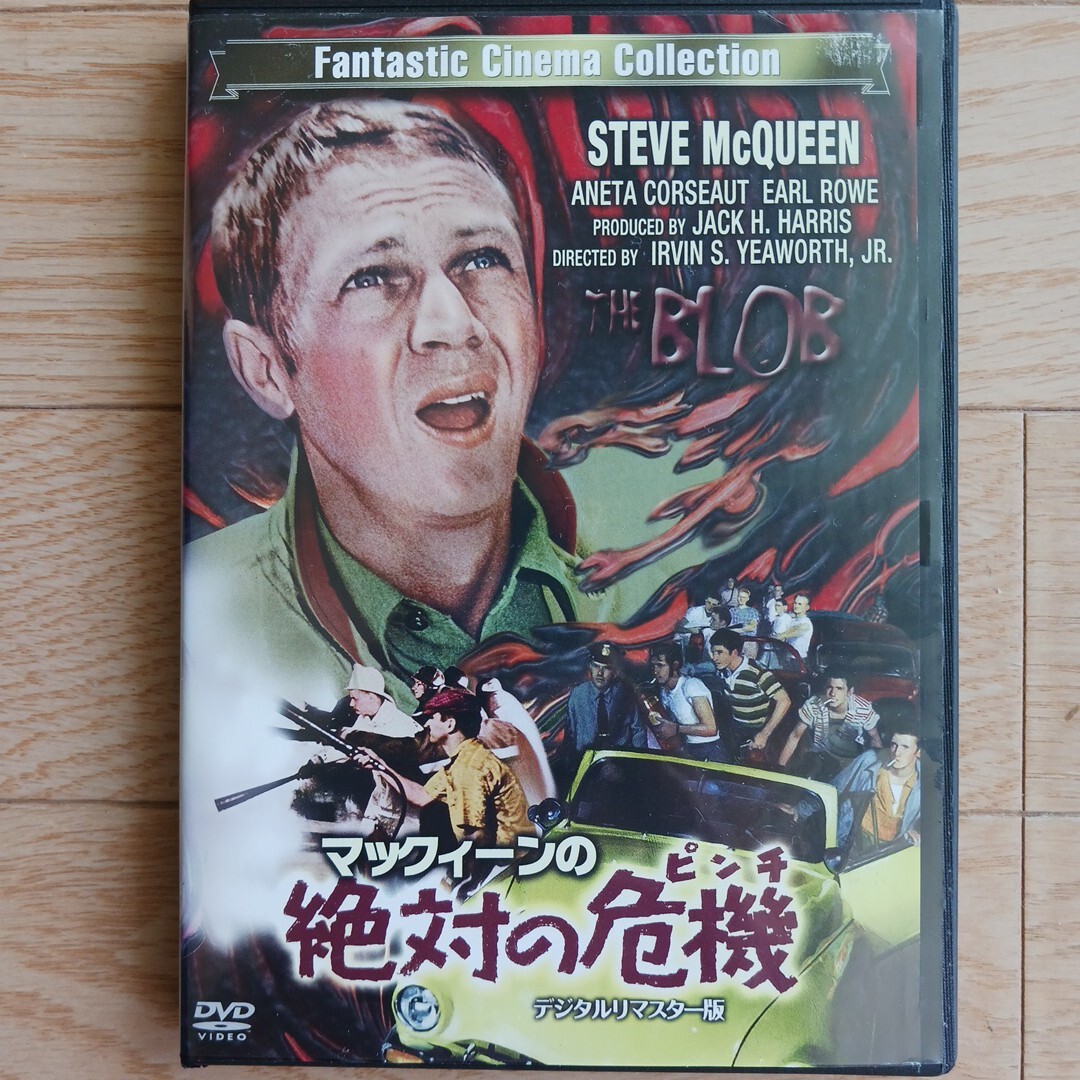 Fantastic Cinema Collection
STEVE McQUEEN
ANETA CORSEAUT EARL ROWE
PRODUCED BY JACK H. HARRIS
DIRECTED BY IRVIN S. YEAWORTH, JR.
THE BLOB
マックィーンの
ピンチ
絶対の危機
デジタルリマスター版
DVD
VIDEO